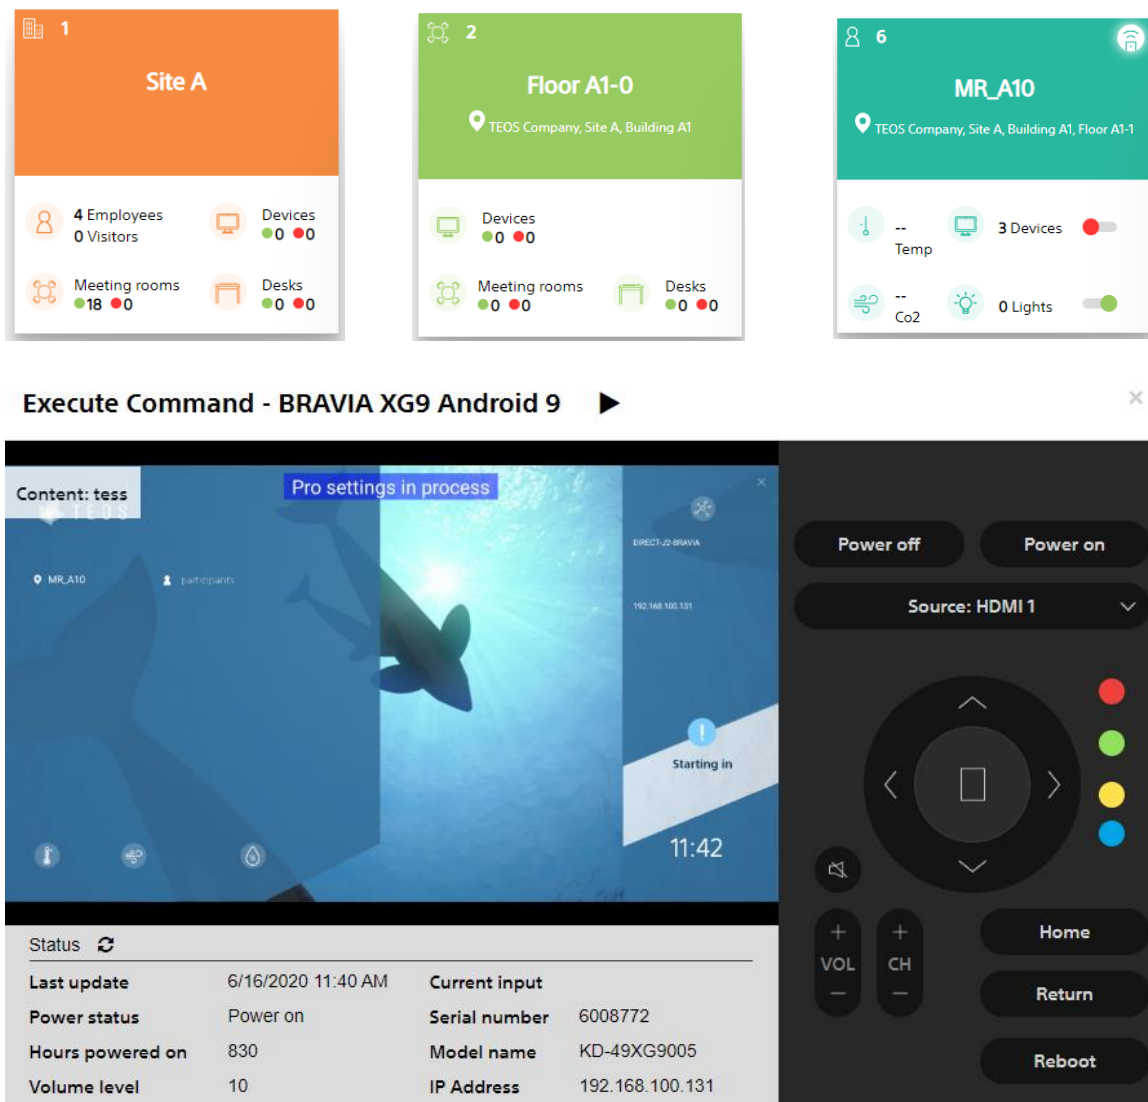 1
Site A
4 Employees
0 Visitors
Devices
0 0
Meeting rooms
18 0
Desks
0 0
2
Floor A1-0
TEOS Company, Site A, Building A1
Devices
0 0
Meeting rooms
0 0
Desks
0 0
6
MR_A10
TEOS Company, Site A, Building A1, Floor A1-1
--
Temp
3 Devices
--
Co2
0 Lights
Execute Command - BRAVIA XG9 Android 9
Content: tess
TEOS
Pro settings in process
MR_A10
participants
DIRECT-J2-BRAVIA
192.168.100.131
Starting in
11:42
Power off
Power on
Source: HDMI 1
VOL
CH
Home
Return
Reboot
Status
Last update 6/16/2020 11:40 AM
Current input
Power status Power on
Serial number 6008772
Hours powered on 830
Model name KD-49XG9005
Volume level 10
IP Address 192.168.100.131